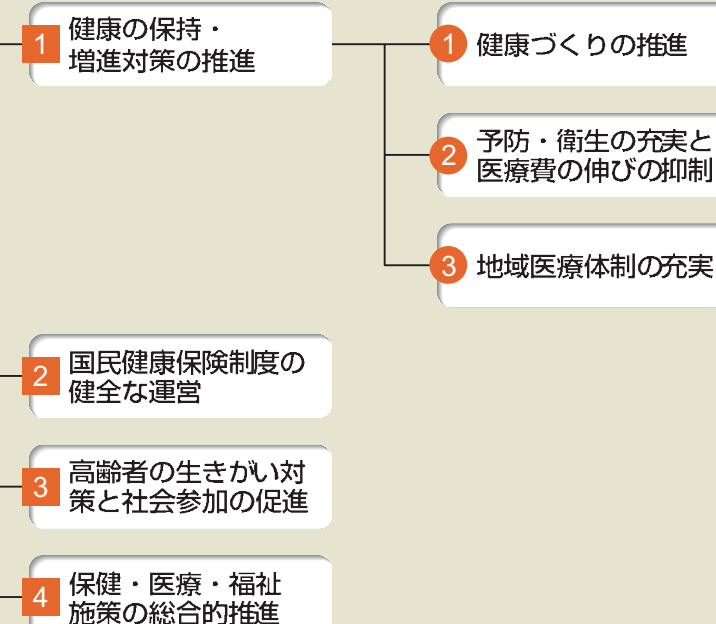 1
健康の保持・
増進対策の推進
1
健康づくりの推進
2
予防・衛生の充実と
医療費の伸びの抑制
3
地域医療体制の充実
2
国民健康保険制度の
健全な運営
3
高齢者の生きがい対
策と社会参加の促進
4
保健・医療・福祉
施策の総合的推進